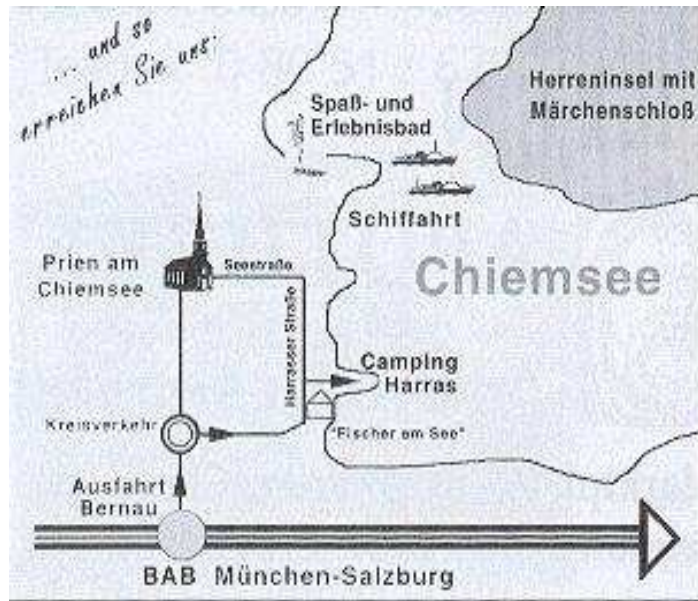 ... und so
erreichen Sie uns:
Spaß- und
Erlebnisbad
Herreninsel mit
Märchenschloß
Schiffahrt
Prien am
Chiemsee
Seestraße
Chiemsee
Harrasser Straße
Camping
Harras
Kreisverkehr
"Fischer am See"
Ausfahrt
Bernau
BAB München-Salzburg